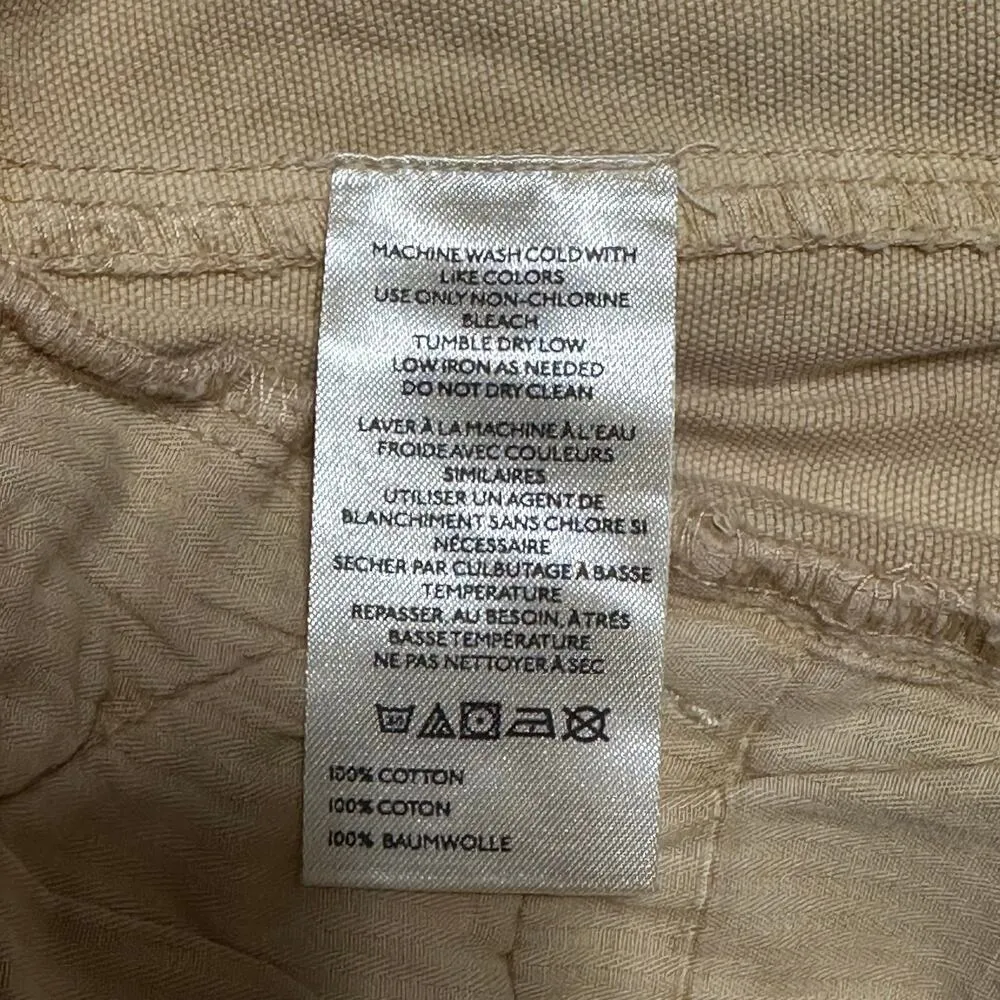 MACHINE WASH COLD WITH
LIKE COLORS
USE ONLY NON-CHLORINE
BLEACH
TUMBLE DRY LOW
LOW IRON AS NEEDED
DO NOT DRY CLEAN
LAVER À LA MACHINE À L'EAU
FROIDE AVEC COULEURS
SIMILAIRES
UTILISER UN AGENT DE
BLANCHIMENT SANS CHLORE SI
NÉCESSAIRE
SÉCHER PAR CULBUTAGE À BASSE
TEMPÉRATURE
REPASSER, AU BESOIN, À TRÈS
BASSE TEMPÉRATURE
NE PAS NETTOYER À SEC
100% COTTON
100% COTON
100% BAUMWOLLE